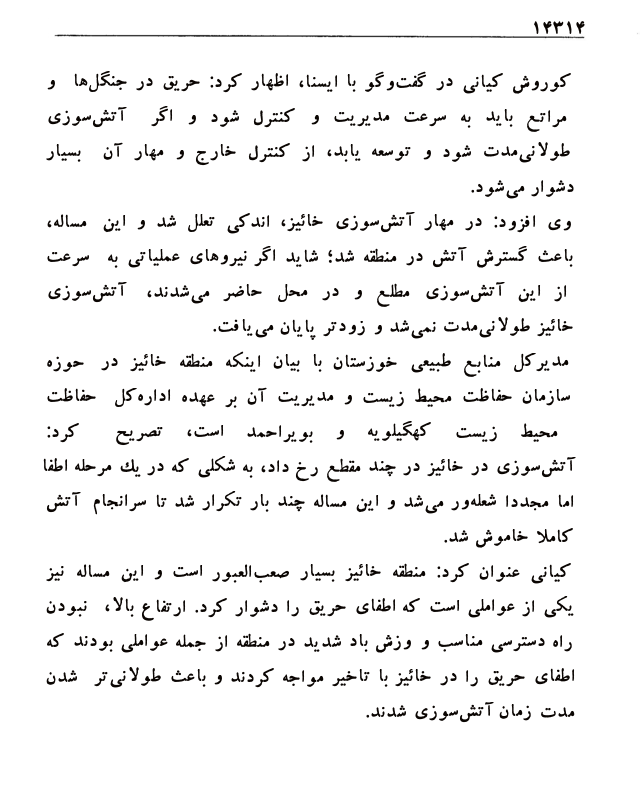 ۱۴۳۱۴
کوروش کیانی در گفت‌وگو با ایسنا، اظهار کرد: حریق در جنگل‌ها و
مراتع باید به سرعت مدیریت و کنترل شود و اگر آتش‌سوزی
طولانی‌مدت شود و توسعه یابد، از کنترل خارج و مهار آن بسیار
دشوار می‌شود.
وی افزود: در مهار آتش‌سوزی خائیز، اندکی تعلل شد و این مساله،
باعث گسترش آتش در منطقه شد؛ شاید اگر نیروهای عملیاتی به سرعت
از این آتش‌سوزی مطلع و در محل حاضر می‌شدند، آتش‌سوزی
خائیز طولانی‌مدت نمی‌شد و زودتر پایان می‌یافت.
مدیرکل منابع طبیعی خوزستان با بیان اینکه منطقه خائیز در حوزه
سازمان حفاظت محیط زیست و مدیریت آن بر عهده اداره‌کل حفاظت
محیط زیست کهگیلویه و بویراحمد است، تصریح کرد:
آتش‌سوزی در خائیز در چند مقطع رخ داد، به شکلی که در یك مرحله اطفا
اما مجددا شعله‌ور می‌شد و این مساله چند بار تکرار شد تا سرانجام آتش
کاملا خاموش شد.
کیانی عنوان کرد: منطقه خائیز بسیار صعب‌العبور است و این مساله نیز
یکی از عواملی است که اطفای حریق را دشوار کرد. ارتفاع بالا، نبودن
راه دسترسی مناسب و وزش باد شدید در منطقه از جمله عواملی بودند که
اطفای حریق را در خائیز با تاخیر مواجه کردند و باعث طولانی‌تر شدن
مدت زمان آتش‌سوزی شدند.